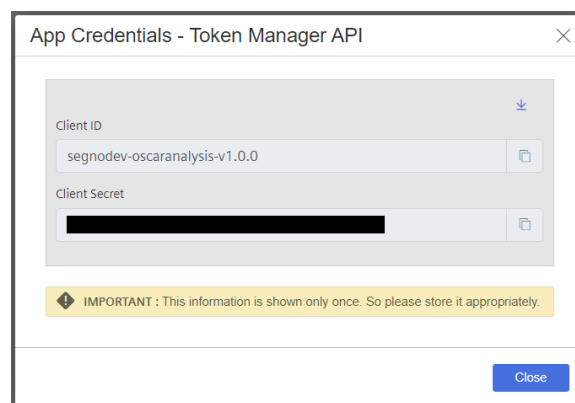 App Credentials - Token Manager API
Client ID
segnodev-oscaranalysis-v1.0.0
Client Secret
IMPORTANT : This information is shown only once. So please store it appropriately.
Close